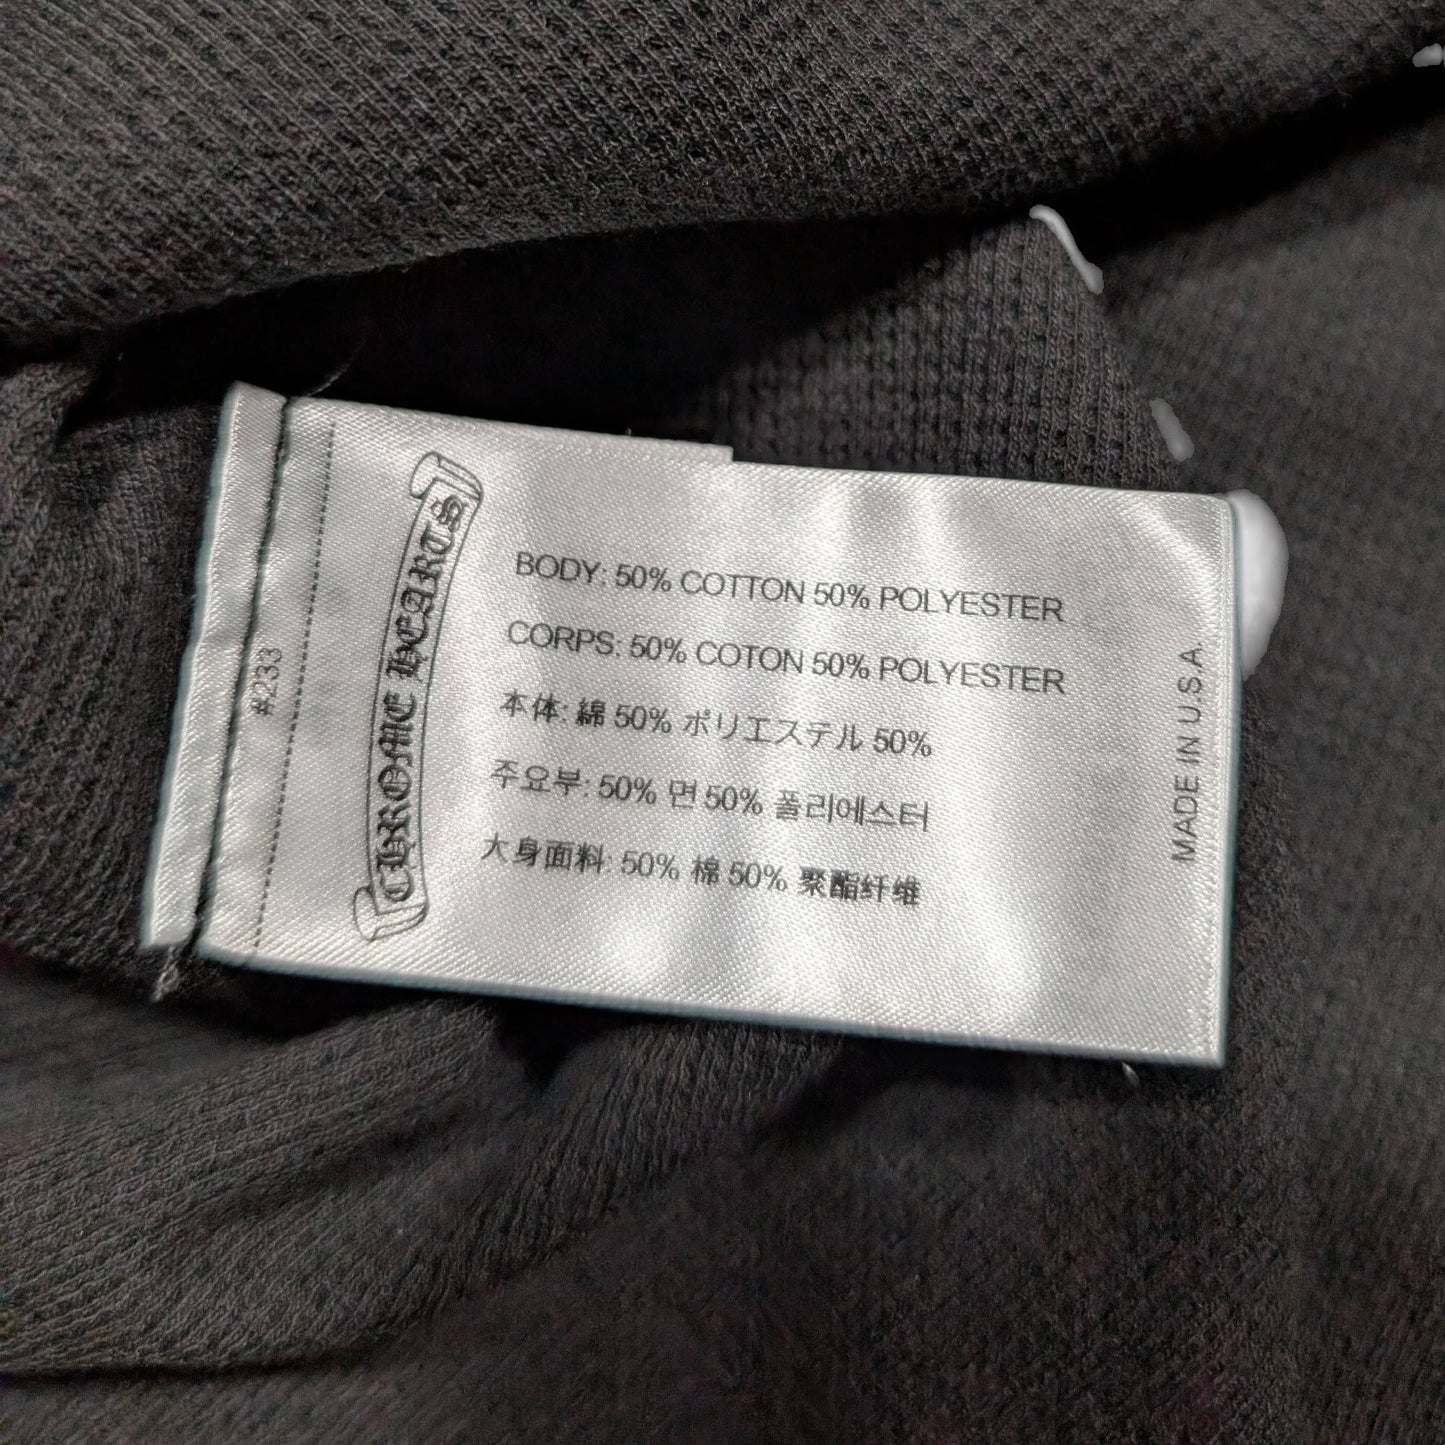 #233
CHROME HEARTS
BODY: 50% COTTON 50% POLYESTER
CORPS: 50% COTON 50% POLYESTER
本体: 綿 50% ポリエステル 50%
주요부: 50% 면 50% 폴리에스터
大身面料: 50% 棉 50% 聚酯纤维
MADE IN U.S.A.